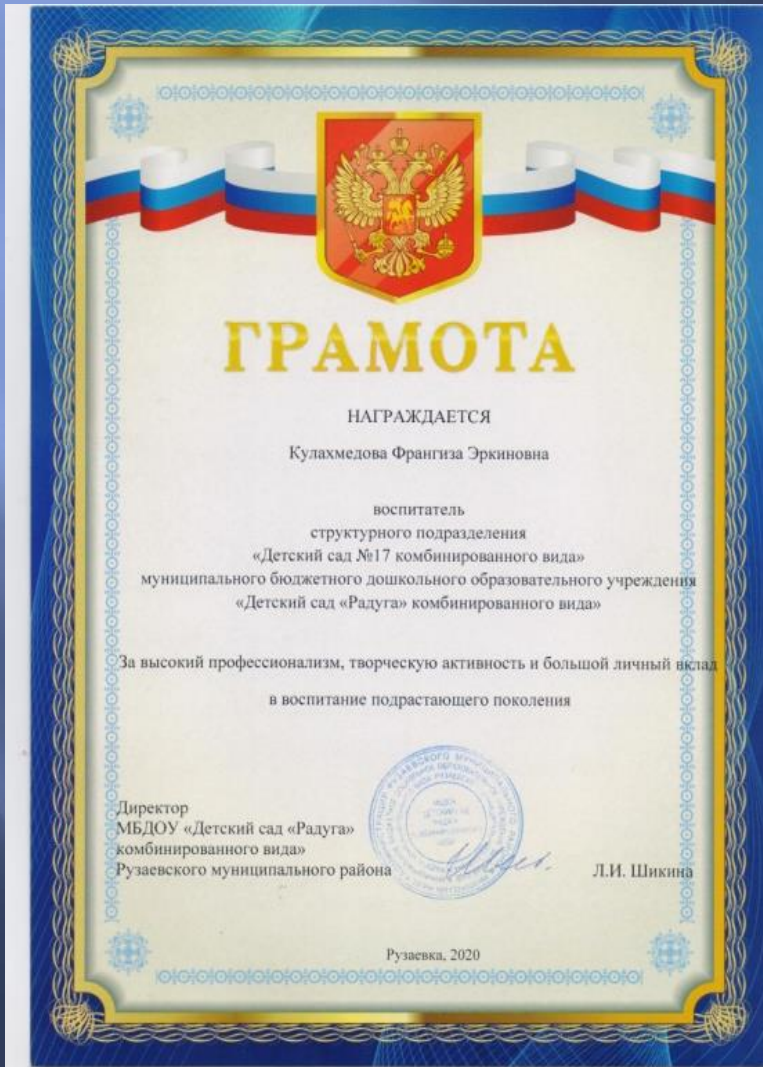 ГРАМОТА
НАГРАЖДАЕТСЯ
Кулахмедова Франгиза Эркиновна
воспитатель
структурного подразделения
«Детский сад №17 комбинированного вида»
муниципального бюджетного дошкольного образовательного учреждения
«Детский сад «Радуга» комбинированного вида»
За высокий профессионализм, творческую активность и большой личный вклад
в воспитание подрастающего поколения
Директор
МБДОУ «Детский сад «Радуга»
комбинированного вида»
Рузаевского муниципального района
Л.И. Шикина
Рузаевка, 2020